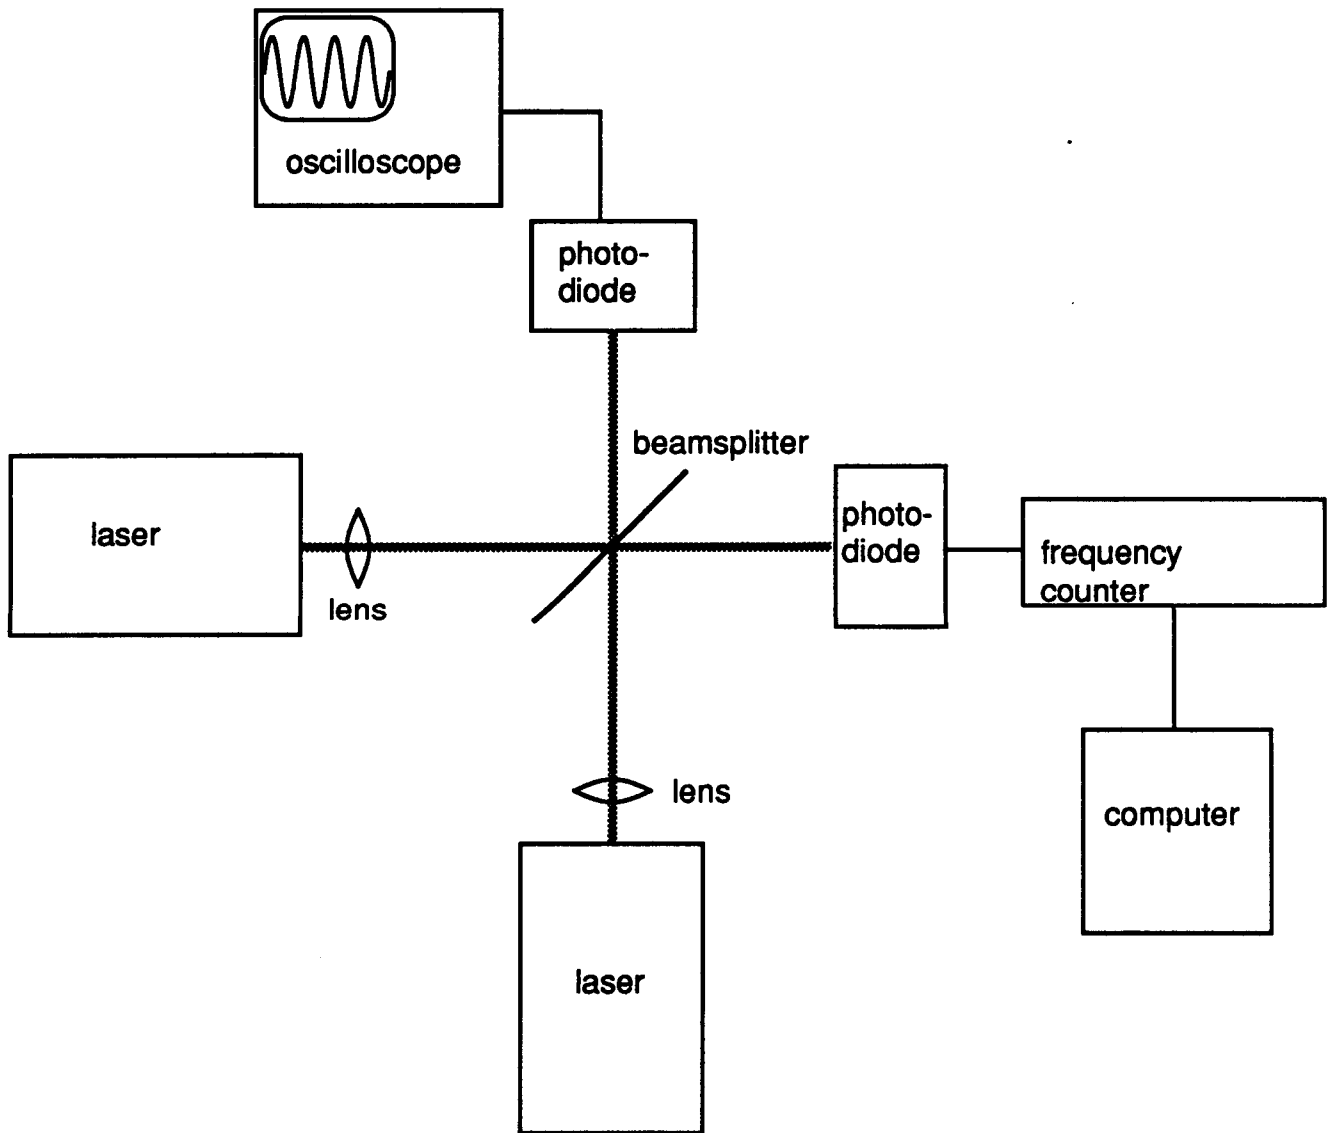 oscilloscope
photo-
diode
beamsplitter
laser
lens
photo-
diode
frequency
counter
lens
computer
laser